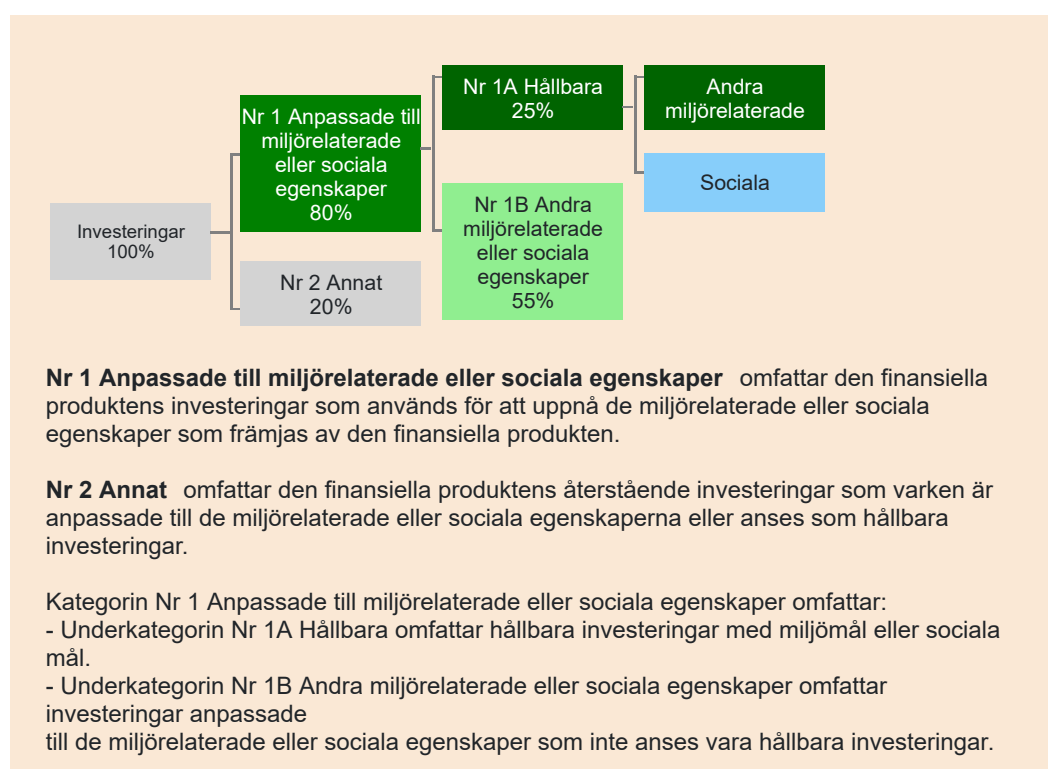 Investeringar
100%
Nr 1 Anpassade till
miljörelaterade
eller sociala
egenskaper
80%
Nr 2 Annat
20%
Nr 1A Hållbara
25%
Nr 1B Andra
miljörelaterade
eller sociala
egenskaper
55%
Andra
miljörelaterade
Sociala
Nr 1 Anpassade till miljörelaterade eller sociala egenskaper omfattar den finansiella
produktens investeringar som används för att uppnå de miljörelaterade eller sociala
egenskaper som främjas av den finansiella produkten.
Nr 2 Annat omfattar den finansiella produktens återstående investeringar som varken är
anpassade till de miljörelaterade eller sociala egenskaperna eller anses som hållbara
investeringar.
Kategorin Nr 1 Anpassade till miljörelaterade eller sociala egenskaper omfattar:
- Underkategorin Nr 1A Hållbara omfattar hållbara investeringar med miljömål eller sociala
mål.
- Underkategorin Nr 1B Andra miljörelaterade eller sociala egenskaper omfattar
investeringar anpassade
till de miljörelaterade eller sociala egenskaper som inte anses vara hållbara investeringar.